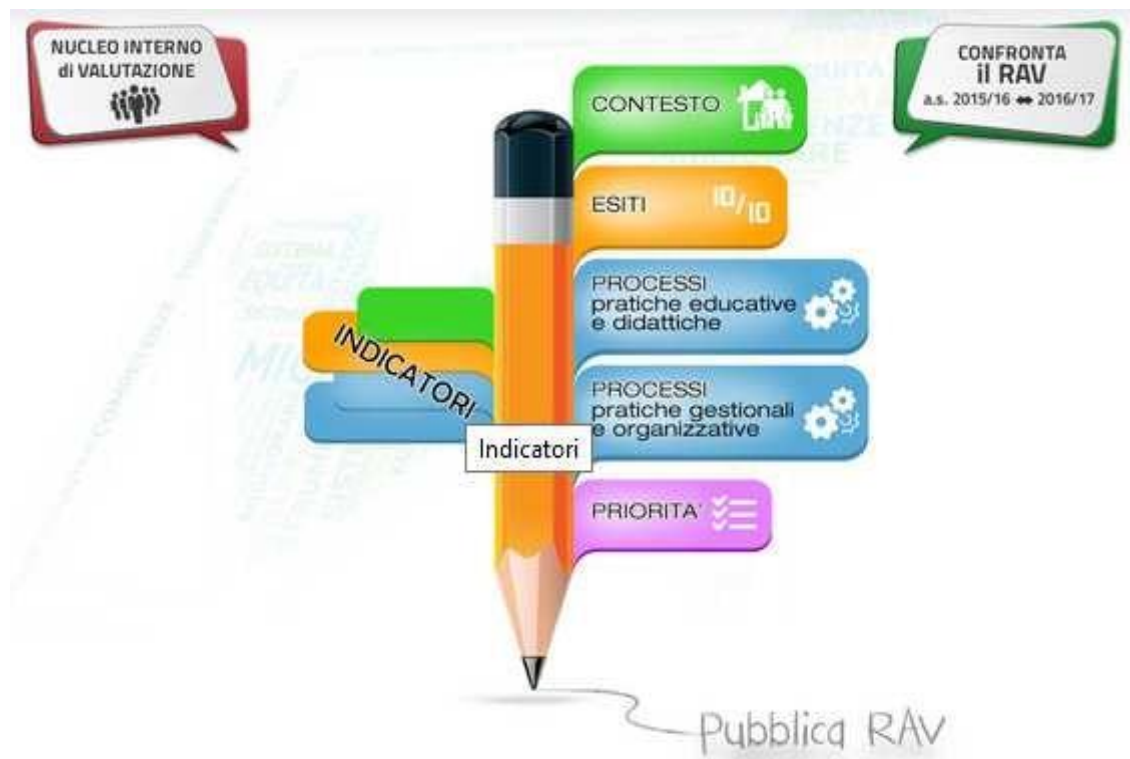 NUCLEO INTERNO
di VALUTAZIONE
CONFRONTA
il RAV
a.s. 2015/16 ⇔ 2016/17
CONTESTO
ESITI 10/10
PROCESSI
pratiche educative
e didattiche
INDICATORI
PROCESSI
pratiche gestionali
e organizzative
Indicatori
PRIORITA'
Pubblica RAV